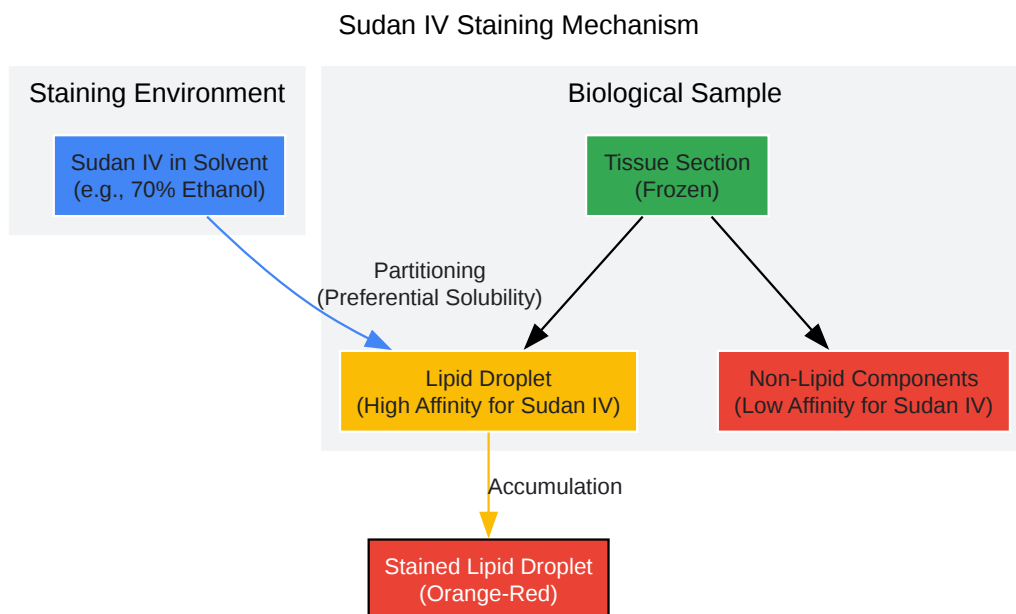 Sudan IV Staining Mechanism
Staining Environment
Biological Sample
Sudan IV in Solvent
(e.g., 70% Ethanol)
Tissue Section
(Frozen)
Partitioning
(Preferential Solubility)
Lipid Droplet
(High Affinity for Sudan IV)
Non-Lipid Components
(Low Affinity for Sudan IV)
Accumulation
Stained Lipid Droplet
(Orange-Red)